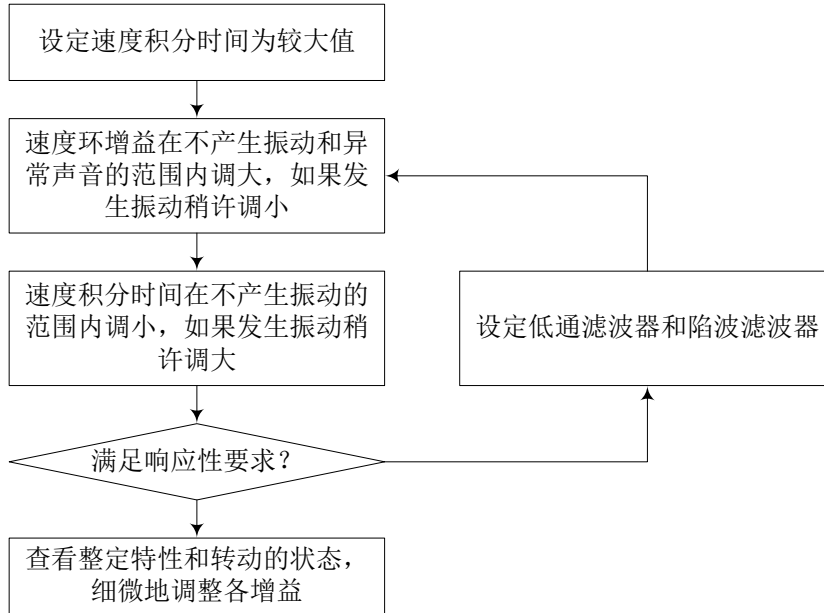 设定速度积分时间为较大值
速度环增益在不产生振动和异
常声音的范围内调大，如果发
生振动稍许调小
速度积分时间在不产生振动的
范围内调小，如果发生振动稍
许调大
设定低通滤波器和陷波滤波器
满足响应性要求？
查看整定特性和转动的状态，
细微地调整各增益